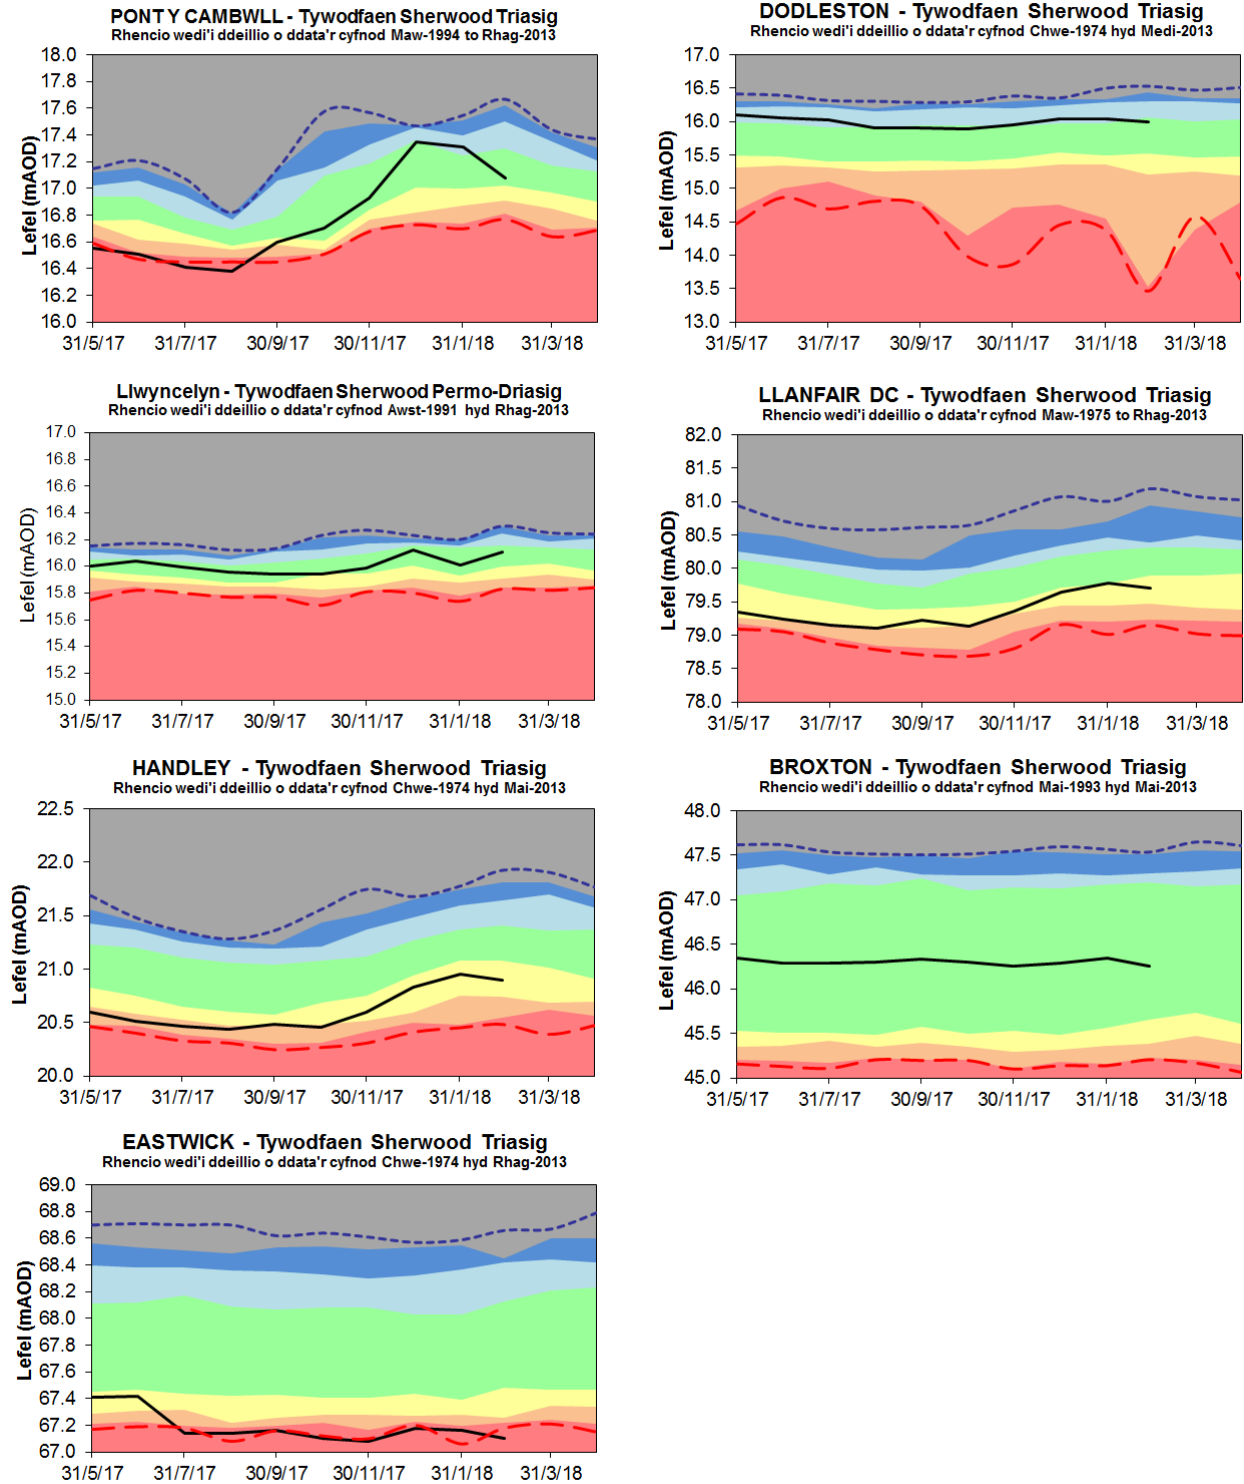 PONT Y CAMBWLL - Tywodfaen Sherwood Triasig
Rhencio wedi'i ddeillio o ddata'r cyfnod Maw-1994 to Rhag-2013
Lefel (mAOD)
18.0
17.8
17.6
17.4
17.2
17.0
16.8
16.6
16.4
16.2
16.0
31/5/17 31/7/17 30/9/17 30/11/17 31/1/18 31/3/18
DODLESTON - Tywodfaen Sherwood Triasig
Rhencio wedi'i ddeillio o ddata'r cyfnod Chwe-1974 hyd Medi-2013
Lefel (mAOD)
17.0
16.5
16.0
15.5
15.0
14.5
14.0
13.5
13.0
31/5/17 31/7/17 30/9/17 30/11/17 31/1/18 31/3/18
Llwyncelyn - Tywodfaen Sherwood Permo-Driasig
Rhencio wedi'i ddeillio o ddata'r cyfnod Awst-1991 hyd Rhag-2013
Lefel (mAOD)
17.0
16.8
16.6
16.4
16.2
16.0
15.8
15.6
15.4
15.2
15.0
31/5/17 31/7/17 30/9/17 30/11/17 31/1/18 31/3/18
LLANFAIR DC - Tywodfaen Sherwood Triasig
Rhencio wedi'i ddeillio o ddata'r cyfnod Maw-1975 to Rhag-2013
Lefel (mAOD)
82.0
81.5
81.0
80.5
80.0
79.5
79.0
78.5
78.0
31/5/17 31/7/17 30/9/17 30/11/17 31/1/18 31/3/18
HANDLEY - Tywodfaen Sherwood Triasig
Rhencio wedi'i ddeillio o ddata'r cyfnod Chwe-1974 hyd Mai-2013
Lefel (mAOD)
22.5
22.0
21.5
21.0
20.5
20.0
31/5/17 31/7/17 30/9/17 30/11/17 31/1/18 31/3/18
BROXTON - Tywodfaen Sherwood Triasig
Rhencio wedi'i ddeillio o ddata'r cyfnod Mai-1993 hyd Mai-2013
Lefel (mAOD)
48.0
47.5
47.0
46.5
46.0
45.5
45.0
31/5/17 31/7/17 30/9/17 30/11/17 31/1/18 31/3/18
EASTWICK - Tywodfaen Sherwood Triasig
Rhencio wedi'i ddeillio o ddata'r cyfnod Chwe-1974 hyd Rhag-2013
Lefel (mAOD)
69.0
68.8
68.6
68.4
68.2
68.0
67.8
67.6
67.4
67.2
67.0
31/5/17 31/7/17 30/9/17 30/11/17 31/1/18 31/3/18